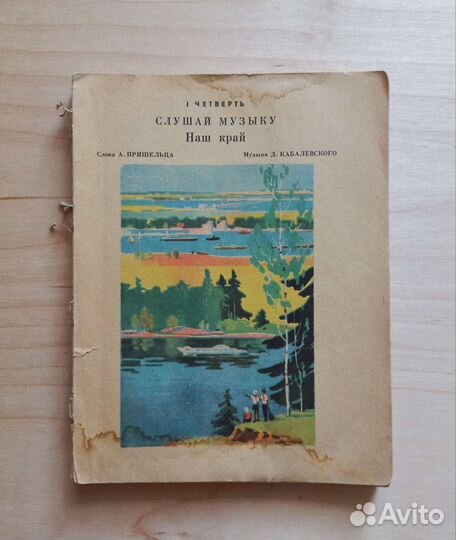 I ЧЕТВЕРТЬ
СЛУШАЙ МУЗЫКУ
Наш край
Слова А. ПРИШЕЛЬЦА Музыка Д. КАБАЛЕВСКОГО
Avito